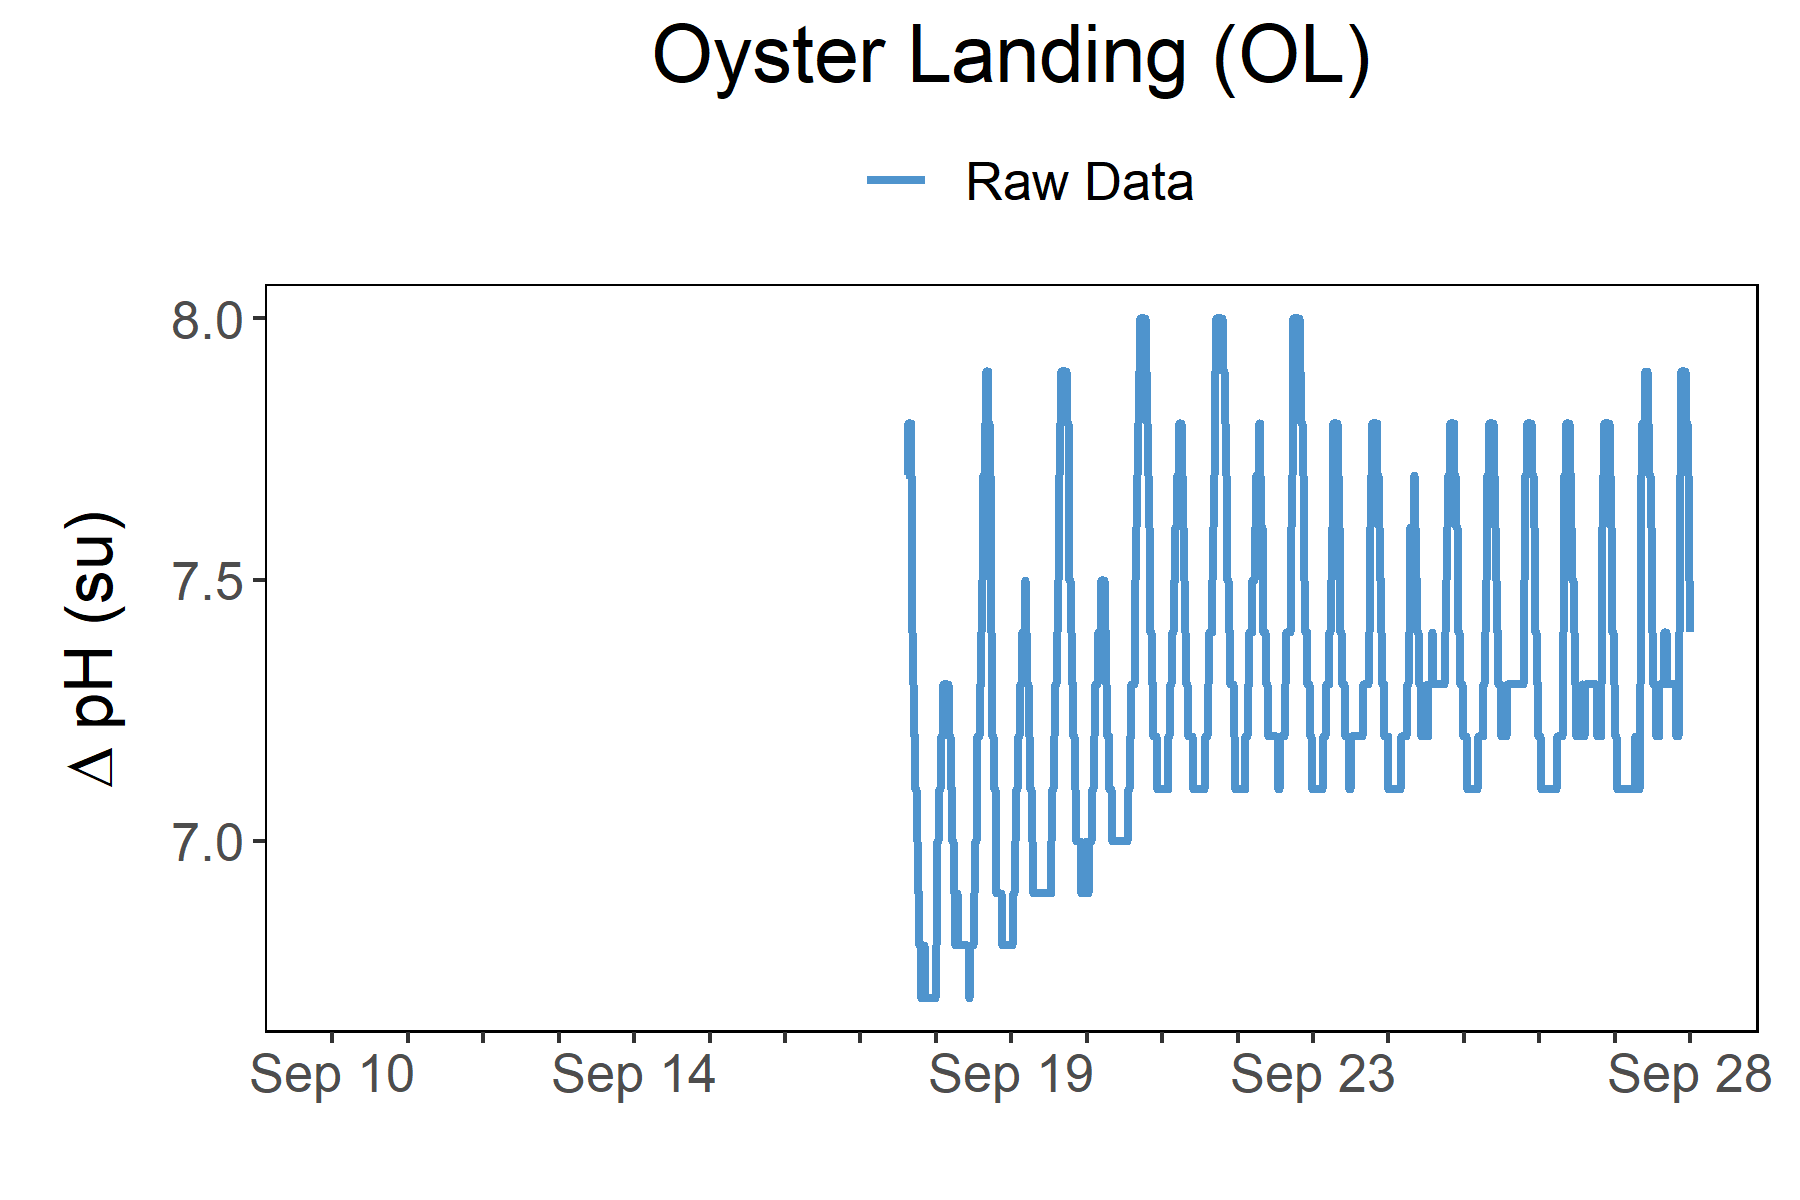 Oyster Landing (OL)
Raw Data
Δ pH (su)
8.0
7.5
7.0
Sep 10 Sep 14 Sep 19 Sep 23 Sep 28